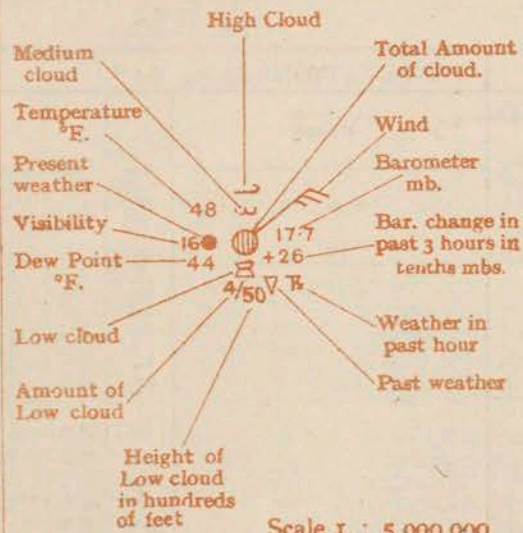 High Cloud
Medium
cloud
Total Amount
of cloud.
Temperature
°F.
Wind
Present
weather
Barometer
mb.
Visibility
Bar. change in
past 3 hours in
tenths mbs.
Dew Point
°F.
48
16
17.7
44
+26
4/50
Low cloud
Weather in
past hour
Amount of
Low cloud
Past weather
Height of
Low cloud
in hundreds
of feet
Scale 1 : 5,000,000